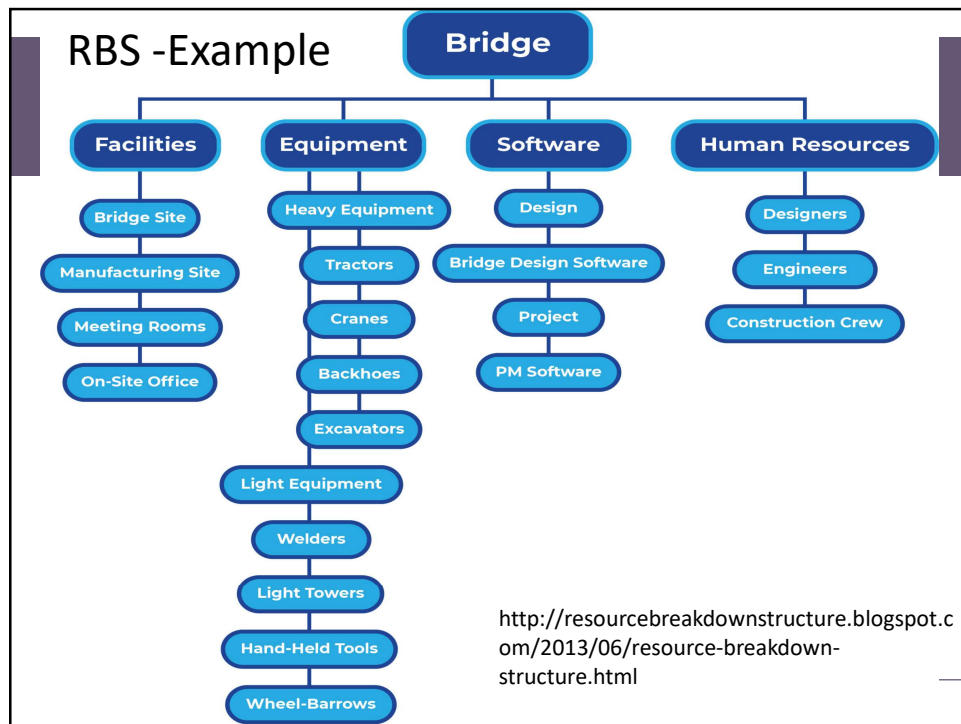 RBS -Example
Bridge
Facilities
Equipment
Software
Human Resources
Bridge Site
Manufacturing Site
Meeting Rooms
On-Site Office
Heavy Equipment
Tractors
Cranes
Backhoes
Excavators
Light Equipment
Welders
Light Towers
Hand-Held Tools
Wheel-Barrows
Design
Bridge Design Software
Project
PM Software
Designers
Engineers
Construction Crew
http://resourcebreakdownstructure.blogspot.c
om/2013/06/resource-breakdown-
structure.html